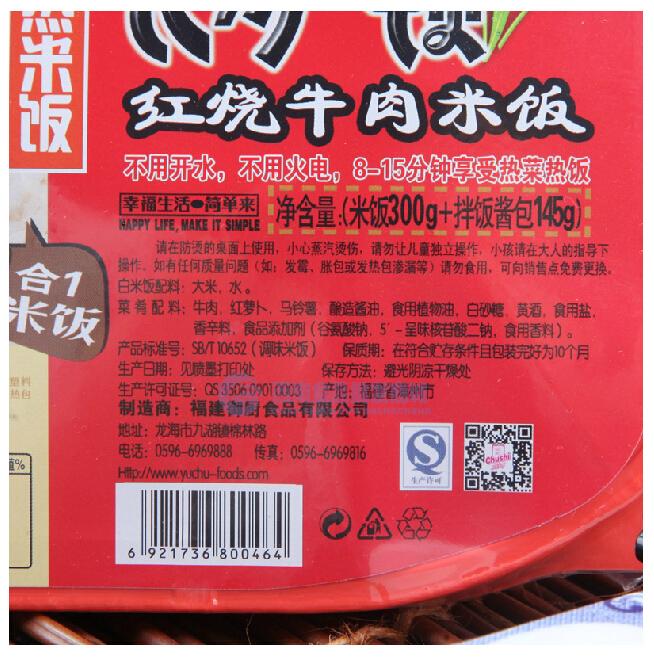 米饭
红烧牛肉米饭
不用开水，不用火电，8-15分钟享受热菜热饭
幸福生活 简单来
HAPPY LIFE, MAKE IT SIMPLE
净含量:(米饭300g+拌饭酱包145g)
请在防烫的桌面上使用，小心蒸汽烫伤，请勿让儿童独立操作，小孩请在大人的指导下
操作。如有任何质量问题（如：发霉、胀包或发热包渗漏等）请勿食用，可向销售点免费更换。
白米饭配料：大米，水。
菜肴配料：牛肉，红萝卜，马铃薯，酿造酱油，食用植物油，白砂糖，黄酒，食用盐，
香辛料，食品添加剂（谷氨酸钠，5′-呈味核苷酸二钠，食用香料）。
产品标准号：SB/T 10652（调味米饭） 保质期：在符合贮存条件且包装完好为10个月
生产日期：见喷墨打印处 保存方法：避光阴凉干燥处
生产许可证号：QS 3506 0901 0003 产地：福建省漳州市
制造商：福建御厨食品有限公司
地址：龙海市九湖镇棉林路
电话：0596-6969888 传真：0596-6969816
Http://www.yuchu-foods.com
合1
米饭
塑料
热包
值%
QS
生产许可
6 921736 800464